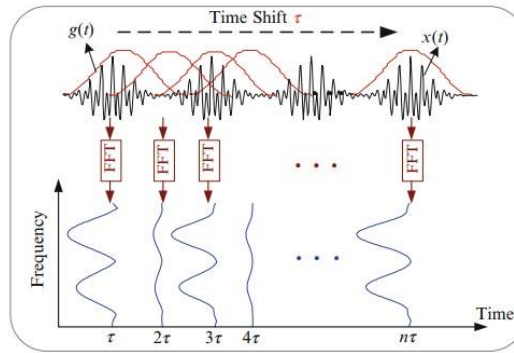 Time Shift τ
g(t)
x(t)
FFT FFT FFT FFT
Frequency
Time
τ 2τ 3τ 4τ nτ